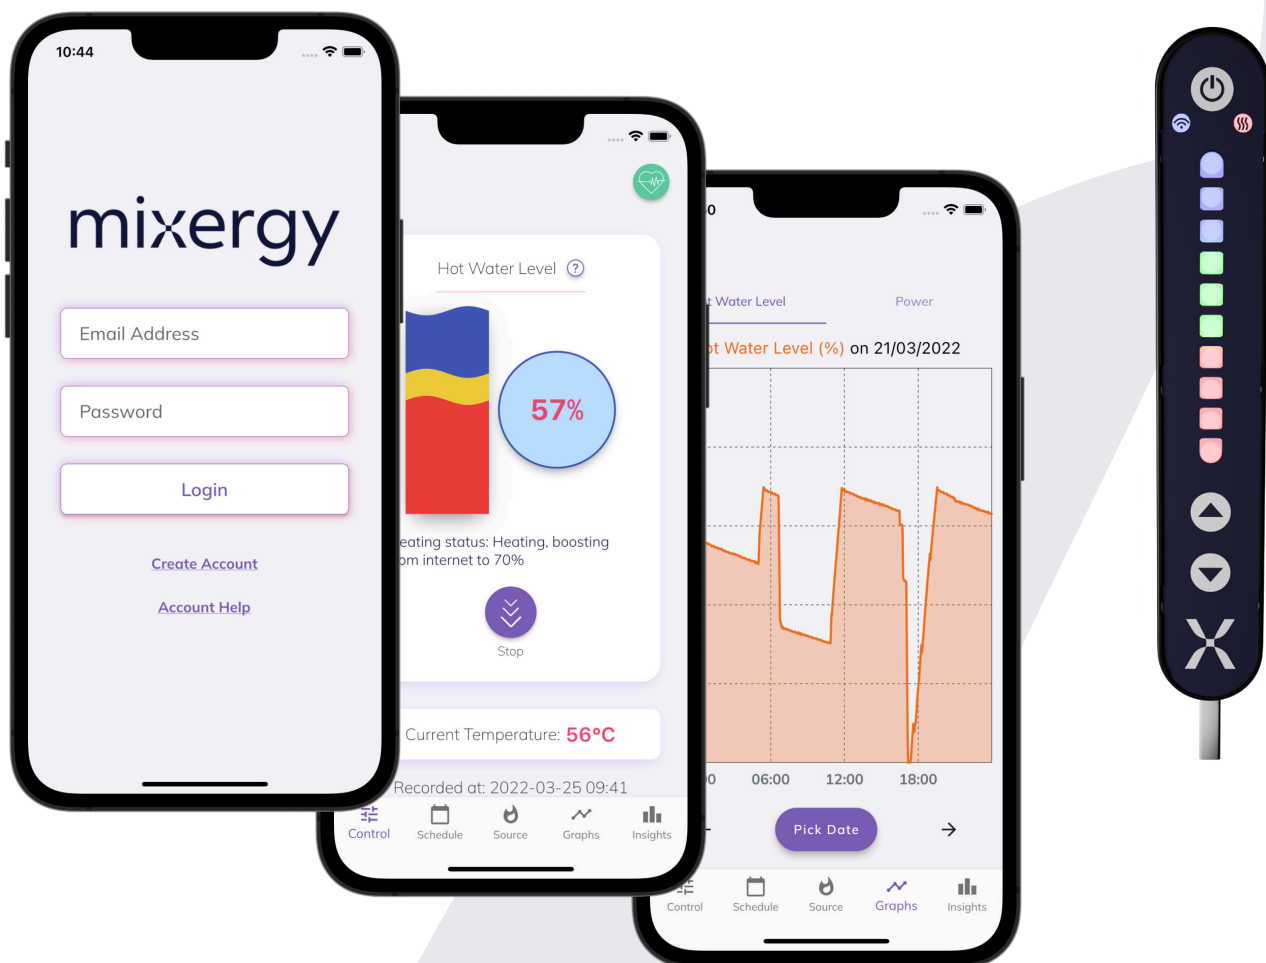 10:44
mixergy
Email Address
Password
Login
Create Account
Account Help
Hot Water Level ?
57%
eating status: Heating, boosting
om internet to 70%
Stop
Current Temperature: 56°C
Recorded at: 2022-03-25 09:41
Control Schedule Source Graphs Insights
50
t Water Level Power
ot Water Level (%) on 21/03/2022
00 06:00 12:00 18:00
Pick Date
Control Schedule Source Graphs Insights